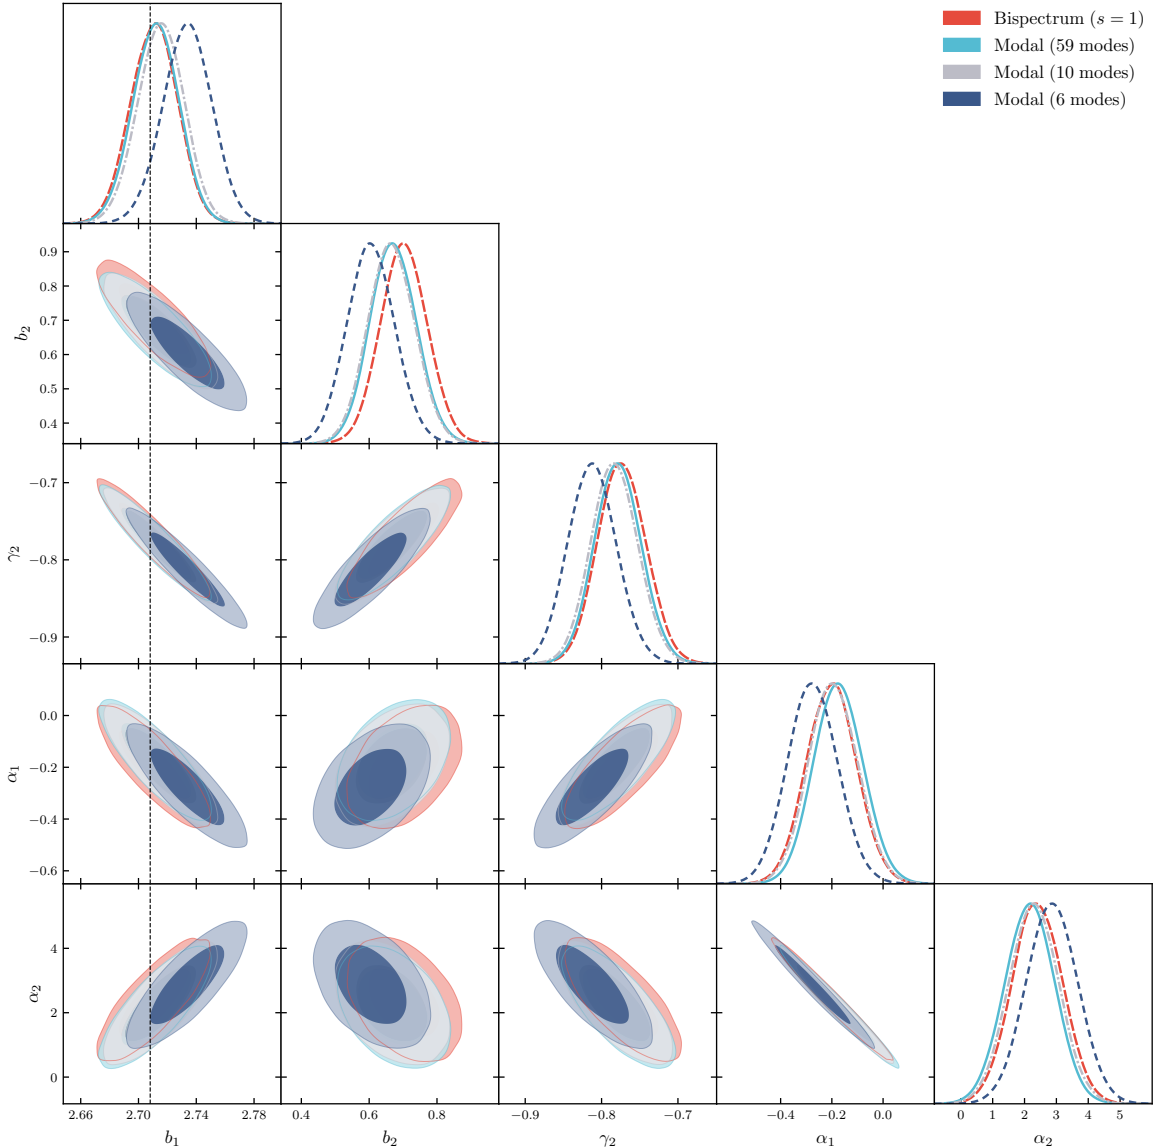 Bispectrum (s = 1)
Modal (59 modes)
Modal (10 modes)
Modal (6 modes)
0.9
0.8
0.7
0.6
0.5
0.4
b₂
−0.7
−0.8
−0.9
γ₂
0.0
−0.2
−0.4
−0.6
α₁
4
2
0
α₂
2.66 2.70 2.74 2.78
0.4 0.6 0.8
−0.9 −0.8 −0.7
−0.4 −0.2 0.0
0 1 2 3 4 5
b₁ b₂ γ₂ α₁ α₂